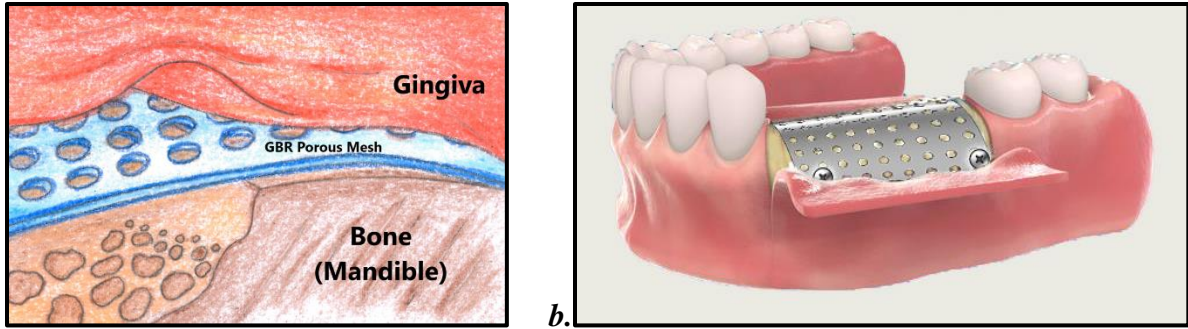 Gingiva
GBR Porous Mesh
Bone
(Mandible)
b.